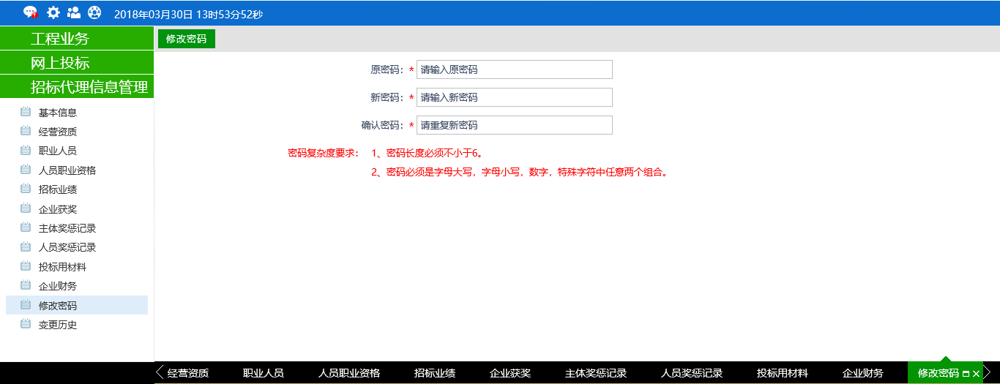 2018年03月30日 13时53分52秒
工程业务
网上投标
招标代理信息管理
基本信息
经营资质
职业人员
人员职业资格
招标业绩
企业获奖
主体奖惩记录
人员奖惩记录
投标用材料
企业财务
修改密码
变更历史
修改密码
原密码：* 请输入原密码
新密码：* 请输入新密码
确认密码：* 请重复新密码
密码复杂度要求： 1、密码长度必须不小于6。
2、密码必须是字母大写，字母小写，数字，特殊字符中任意两个组合。
经营资质 职业人员 人员职业资格 招标业绩 企业获奖 主体奖惩记录 人员奖惩记录 投标用材料 企业财务 修改密码